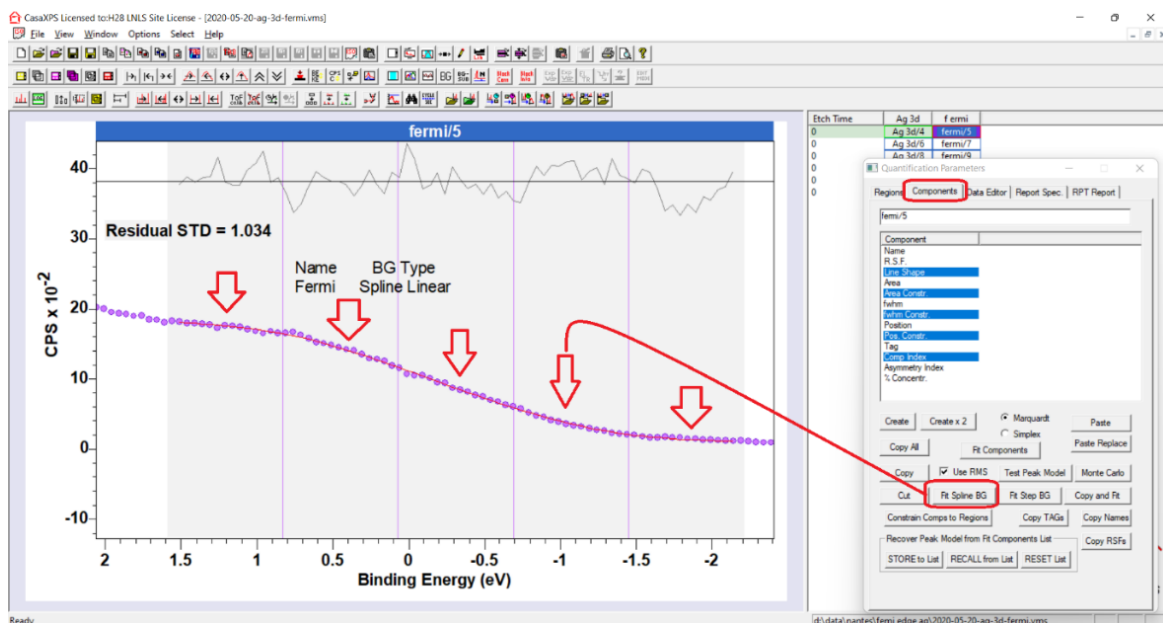 CasaXPS Licensed to:H28 LNLS Site License - [2020-05-20-ag-3d-fermi.vms]
File View Window Options Select Help
fermi/5
CPS x 10-2
40
30
20
10
0
-10
Residual STD = 1.034
Name BG Type
Fermi Spline Linear
2 1.5 1 0.5 0 -0.5 -1 -1.5 -2
Binding Energy (eV)
Etch Time Ag 3d fermi
0 Ag 3d/4 fermi/5
0 Ag 3d/6 fermi/7
0 Ag 3d/8 fermi/9
0
0
Quantification Parameters
Regions Components Data Editor Report Spec. RPT Report
fermi/5
Component
Name
R.S.F.
Line Shape
Area
Area Constr.
fwhm
fwhm Constr.
Position
Pos. Constr.
Tag
Comp Index
Asymmetry Index
% Concentr.
Create Create x 2 Marquardt Paste
Simplex
Copy All Fit Components Paste Replace
Copy Use RMS Test Peak Model Monte Carlo
Cut Fit Spline BG Fit Step BG Copy and Fit
Constrain Comps to Regions Copy TAGs Copy Names
Recover Peak Model from Fit Components List Copy RSFs
STORE to List RECALL from List RESET List
Ready
d:\data\nantes\femi edge ag\2020-05-20-ag-3d-fermi.vms